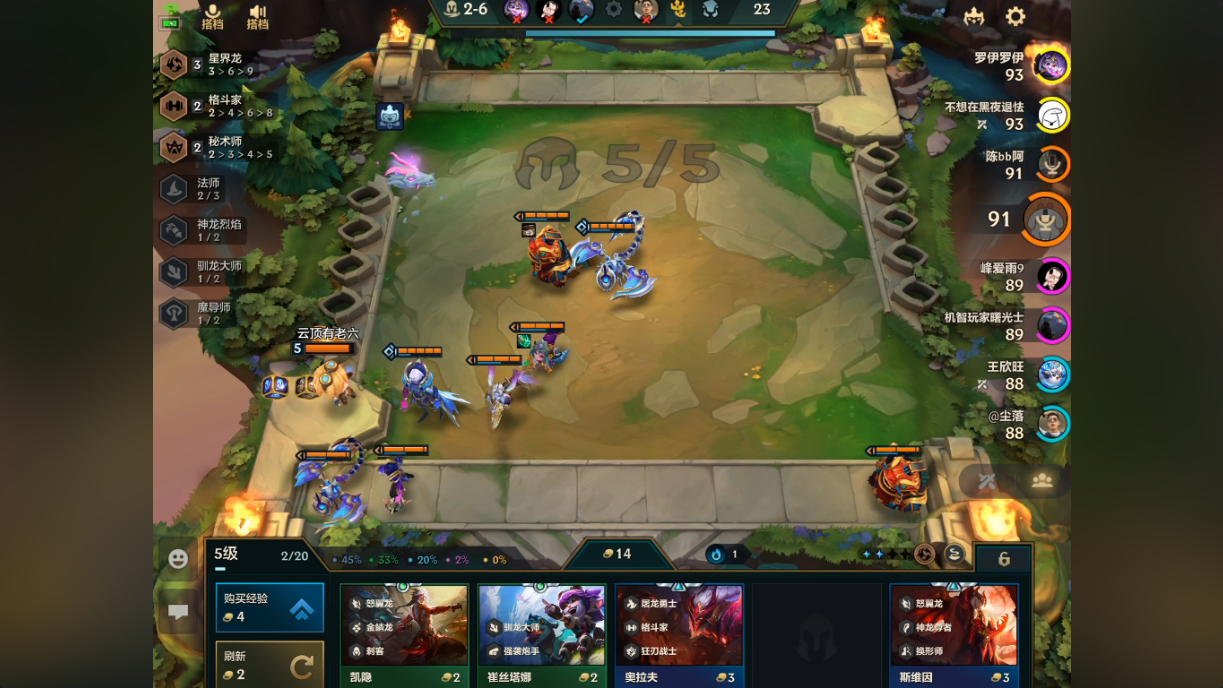 搭档
搭档
2-6
23
3
星界龙
3 > 6 > 9
2
格斗家
2 > 4 > 6 > 8
2
秘术师
2 > 3 > 4 > 5
法师
2 / 3
神龙烈焰
1 / 2
驯龙大师
1 / 2
魔导师
1 / 2
5/5
云顶有老六
5
罗伊罗伊
93
不想在黑夜退怯
93
陈bb阿
91
91
峰爱雨9
89
机智玩家曙光士
89
王欣旺
88
@尘落
88
5级
2/20
45%
33%
20%
2%
0%
14
1
购买经验
4
刷新
2
怒翼龙
金鳞龙
刺客
凯隐
2
驯龙大师
强袭炮手
崔丝塔娜
2
屠龙勇士
格斗家
狂刃战士
奥拉夫
3
怒翼龙
神龙尊者
换形师
斯维因
3